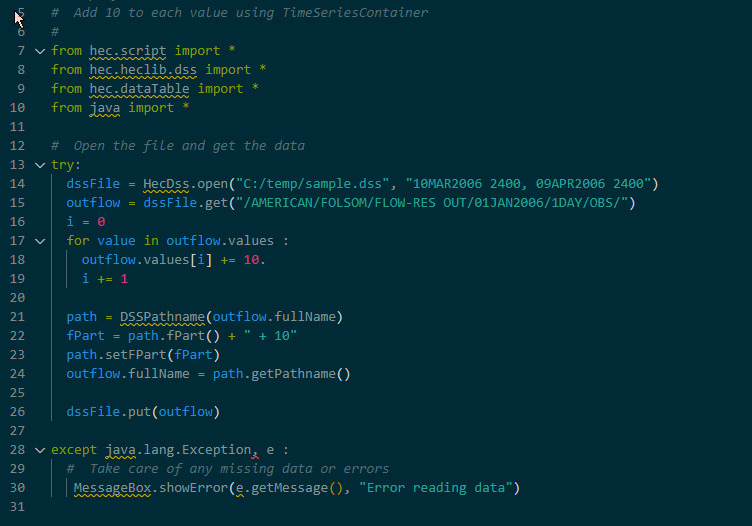 5 # Add 10 to each value using TimeSeriesContainer
6 #
7 from hec.script import *
8 from hec.heclib.dss import *
9 from hec.dataTable import *
10 from java import *
11
12 # Open the file and get the data
13 try:
14 dssFile = HecDss.open("C:/temp/sample.dss", "10MAR2006 2400, 09APR2006 2400")
15 outflow = dssFile.get("/AMERICAN/FOLSOM/FLOW-RES OUT/01JAN2006/1DAY/OBS/")
16 i = 0
17 for value in outflow.values :
18 outflow.values[i] += 10.
19 i += 1
20
21 path = DSSPathname(outflow.fullName)
22 fPart = path.fPart() + " + 10"
23 path.setFPart(fPart)
24 outflow.fullName = path.getPathname()
25
26 dssFile.put(outflow)
27
28 except java.lang.Exception, e :
29 # Take care of any missing data or errors
30 MessageBox.showError(e.getMessage(), "Error reading data")
31